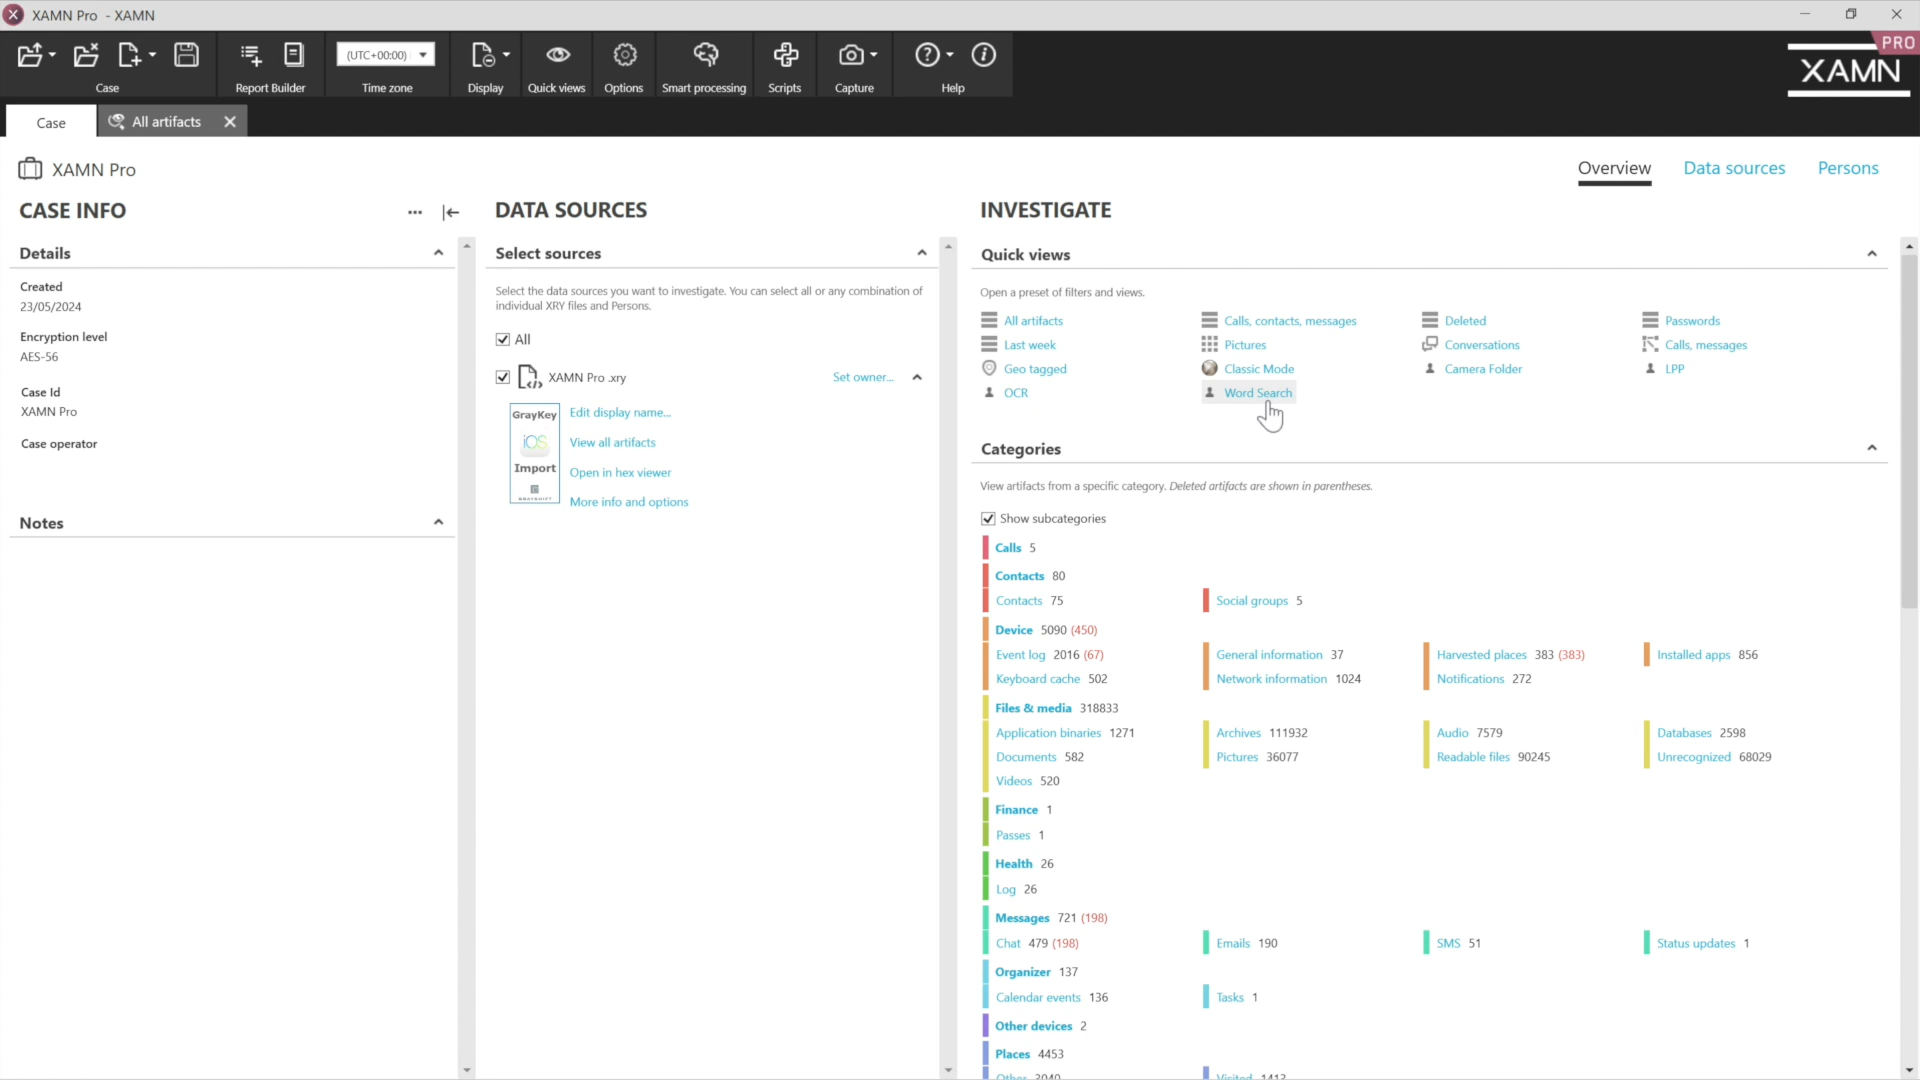 XAMN Pro - XAMN
Case
Report Builder
(UTC+00:00)
Time zone
Display
Quick views
Options
Smart processing
Scripts
Capture
Help
PRO
XAMN
Case
All artifacts
XAMN Pro
Overview
Data sources
Persons
CASE INFO
Details
Created
23/05/2024
Encryption level
AES-56
Case Id
XAMN Pro
Case operator
Notes
DATA SOURCES
Select sources
Select the data sources you want to investigate. You can select all or any combination of
individual XRY files and Persons.
All
XAMN Pro .xry
Set owner...
GrayKey
iOS
Import
GRAYSHIFT
Edit display name...
View all artifacts
Open in hex viewer
More info and options
INVESTIGATE
Quick views
Open a preset of filters and views.
All artifacts
Calls, contacts, messages
Deleted
Passwords
Last week
Pictures
Conversations
Calls, messages
Geo tagged
Classic Mode
Camera Folder
LPP
OCR
Word Search
Categories
View artifacts from a specific category. Deleted artifacts are shown in parentheses.
Show subcategories
Calls 5
Contacts 80
Contacts 75
Social groups 5
Device 5090 (450)
Event log 2016 (67)
General information 37
Harvested places 383 (383)
Installed apps 856
Keyboard cache 502
Network information 1024
Notifications 272
Files & media 318833
Application binaries 1271
Archives 111932
Audio 7579
Databases 2598
Documents 582
Pictures 36077
Readable files 90245
Unrecognized 68029
Videos 520
Finance 1
Passes 1
Health 26
Log 26
Messages 721 (198)
Chat 479 (198)
Emails 190
SMS 51
Status updates 1
Organizer 137
Calendar events 136
Tasks 1
Other devices 2
Places 4453
Other 3040
Visited 1413